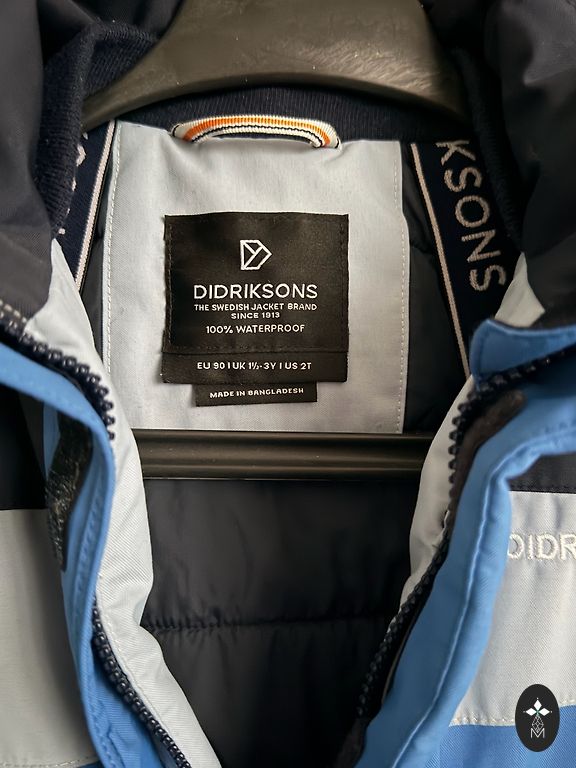 KSONS
DIDRIKSONS
THE SWEDISH JACKET BRAND
SINCE 1913
100% WATERPROOF
EU 90 I UK 1½-3Y I US 2T
MADE IN BANGLADESH
DIDR
M